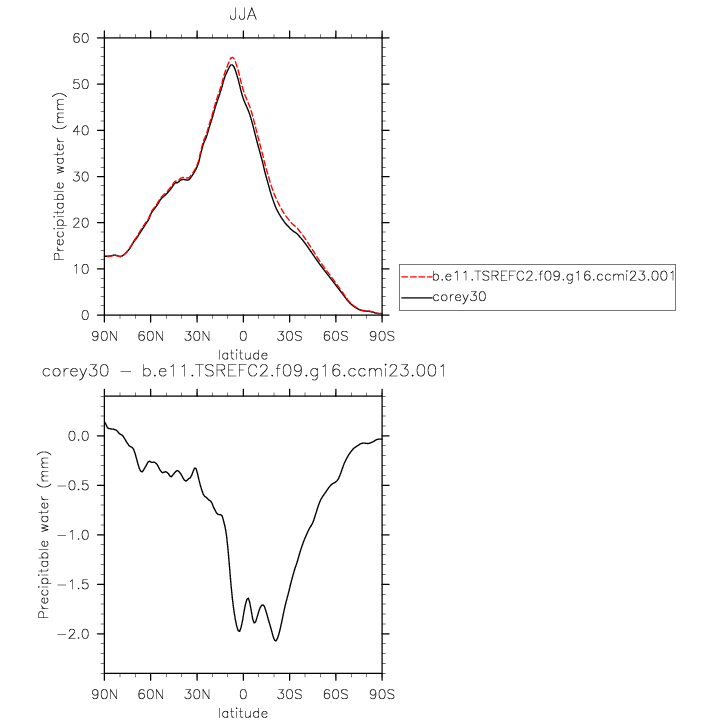 JJA
60
50
40
30
20
10
0
Precipitable water (mm)
90N 60N 30N 0 30S 60S 90S
latitude
b.e11.TSREFC2.f09.g16.ccmi23.001
corey30
corey30 − b.e11.TSREFC2.f09.g16.ccmi23.001
0.0
−0.5
−1.0
−1.5
−2.0
Precipitable water (mm)
90N 60N 30N 0 30S 60S 90S
latitude